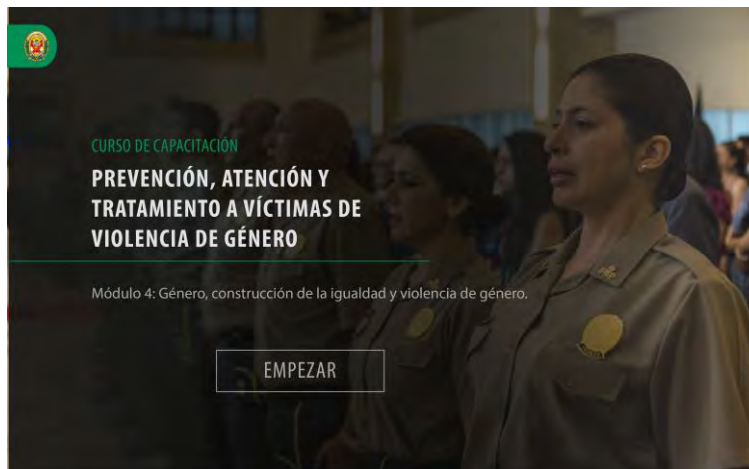 CURSO DE CAPACITACIÓN
PREVENCIÓN, ATENCIÓN Y
TRATAMIENTO A VÍCTIMAS DE
VIOLENCIA DE GÉNERO
Módulo 4: Género, construcción de la igualdad y violencia de género.
EMPEZAR